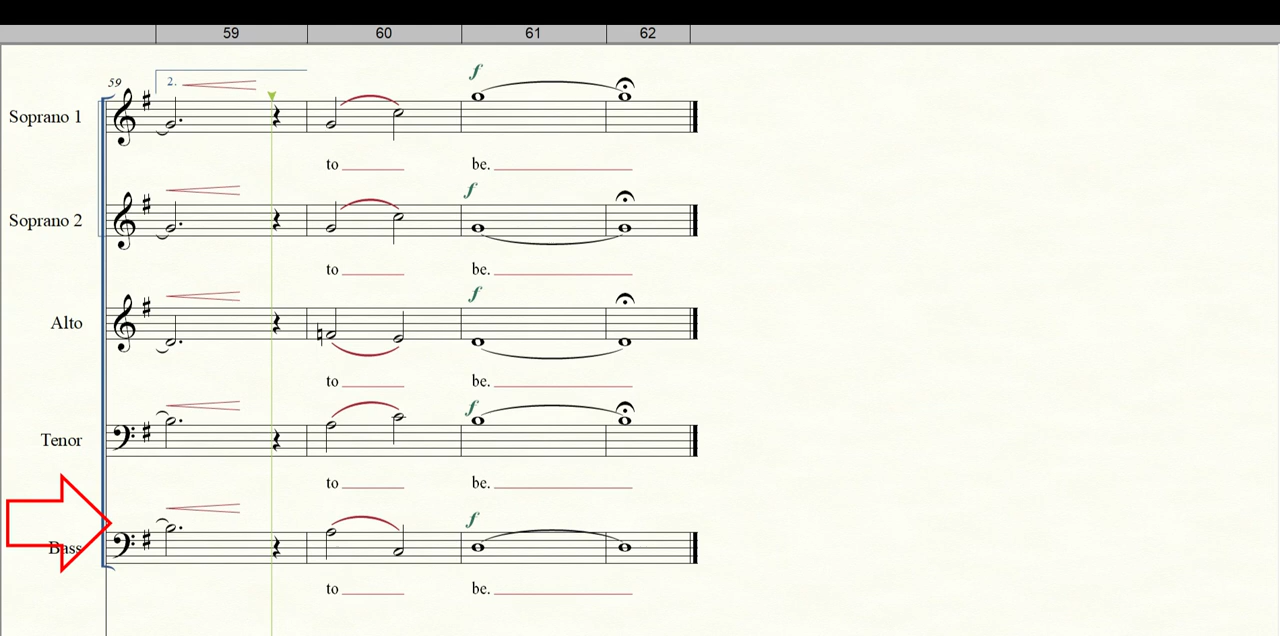 59 60 61 62
59 2. f
Soprano 1
to be.
f
Soprano 2
to be.
f
Alto
to be.
f
Tenor
to be.
f
Bass
to be.